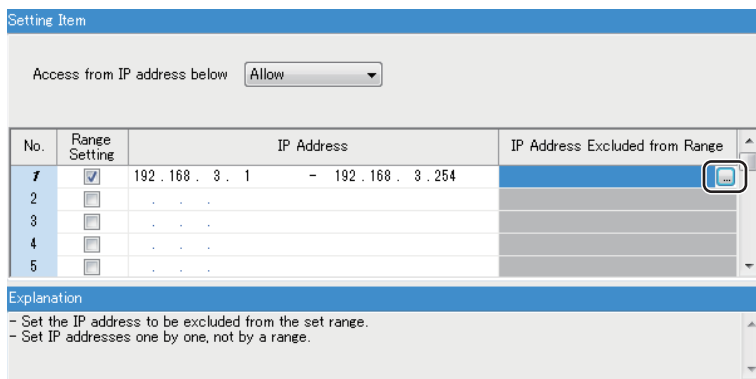 Setting Item
Access from IP address below Allow
No. Range Setting IP Address IP Address Excluded from Range
1 192 . 168 . 3 . 1 - 192 . 168 . 3 . 254 ...
2 . . .
3 . . .
4 . . .
5 . . .
Explanation
- Set the IP address to be excluded from the set range.
- Set IP addresses one by one, not by a range.